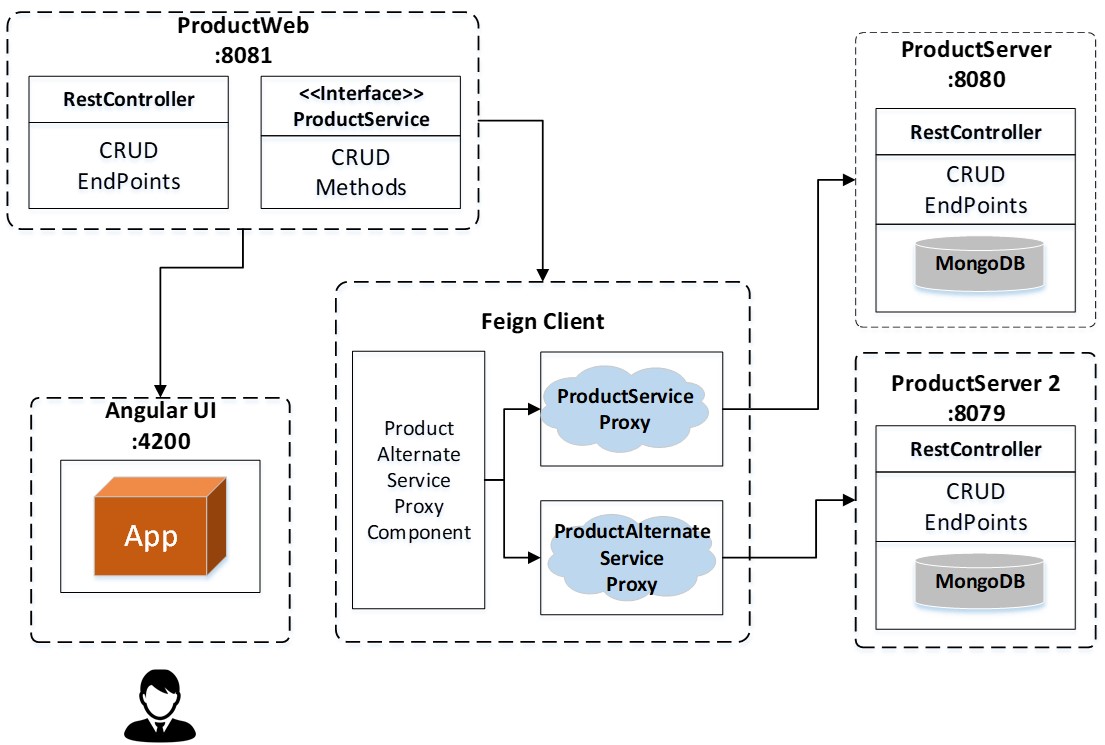 ProductWeb
:8081
RestController
CRUD
EndPoints
<<Interface>>
ProductService
CRUD
Methods
Angular UI
:4200
App
Feign Client
Product
Alternate
Service
Proxy
Component
ProductService
Proxy
ProductAlternate
Service
Proxy
ProductServer
:8080
RestController
CRUD
EndPoints
MongoDB
ProductServer 2
:8079
RestController
CRUD
EndPoints
MongoDB